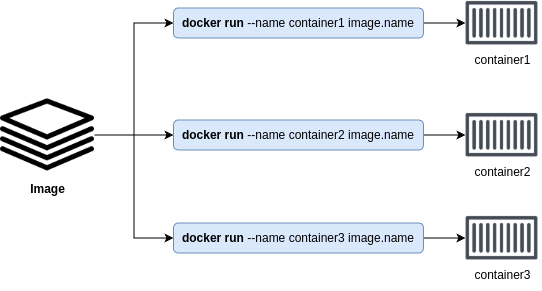 docker run --name container1 image.name
container1
docker run --name container2 image.name
container2
Image
docker run --name container3 image.name
container3